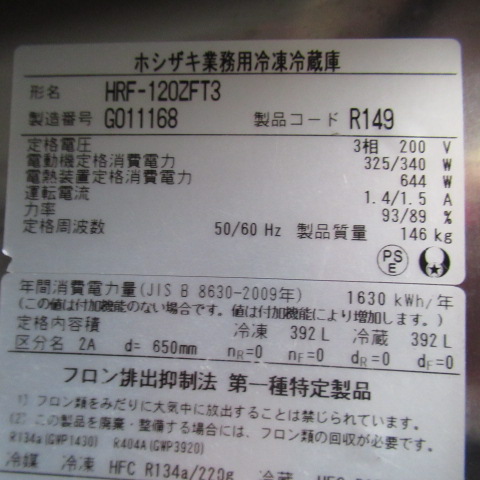 ホシザキ業務用冷凍冷蔵庫
形名 HRF-120ZFT3
製造番号 G011168 製品コード R149
定格電圧 3相 200 V
電動機定格消費電力 325/340 W
電熱装置定格消費電力 644 W
運転電流 1.4/1.5 A
力率 93/89 %
定格周波数 50/60 Hz 製品質量 146 kg
PSE
年間消費電力量(JIS B 8630-2009年) 1630 kWh/年
(この値は付加機能のない場合です。値は付加機能により増加します。)
定格内容積 冷凍 392 L 冷蔵 392 L
区分名 2A d= 650mm nR=0 nF=0 dR=0 dF=0
フロン排出抑制法 第一種特定製品
1) フロン類をみだりに大気中に放出することは禁じられています。
(2) この製品を廃棄・整備する場合には、フロン類の回収が必要です。
R134a(GWP1430) R404A(GWP3920)
冷媒 冷凍 HFC R134a/220g 冷蔵